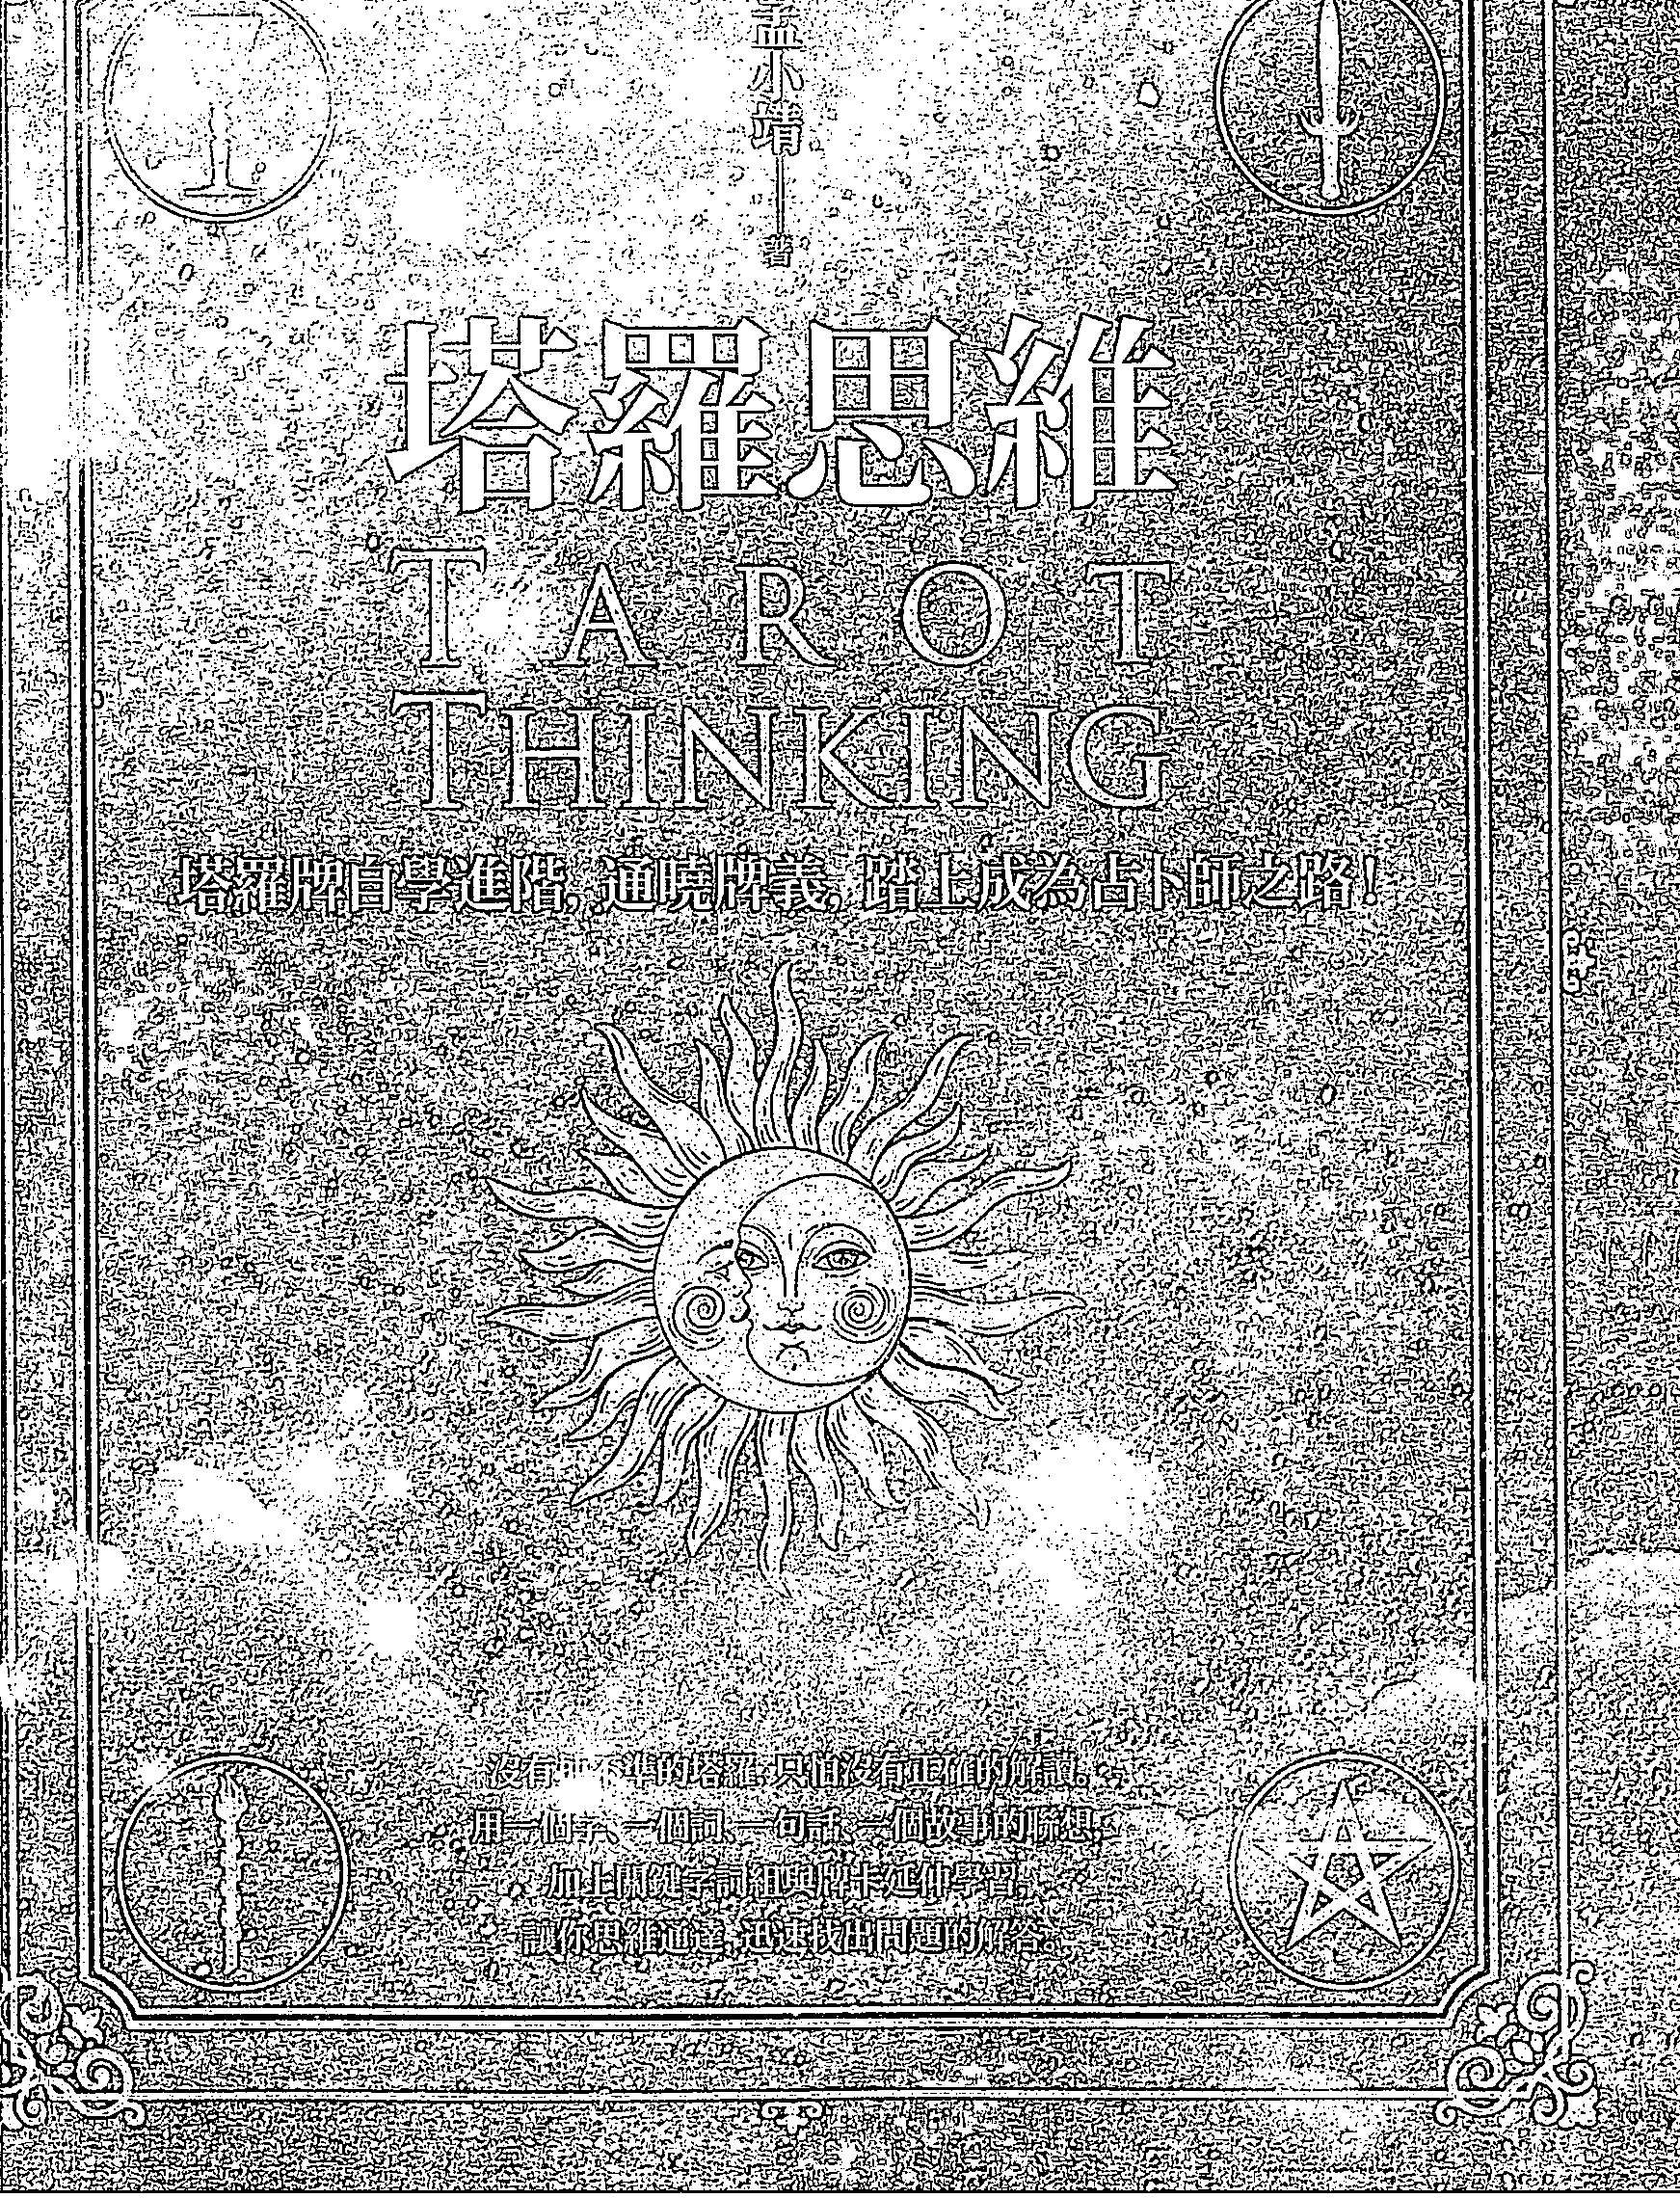 孟小靖——著
塔羅思維
TAROT
THINKING
塔羅牌自學進階，通曉牌義，踏上成為占卜師之路！
沒有 不準的塔羅 只怕沒有正確的解讀。
用一個字、一個詞、一句話、一個故事的聯想，
加上關鍵字詞 與牌卡延伸學習，
讓你思維通達，迅速找出問題的解答。